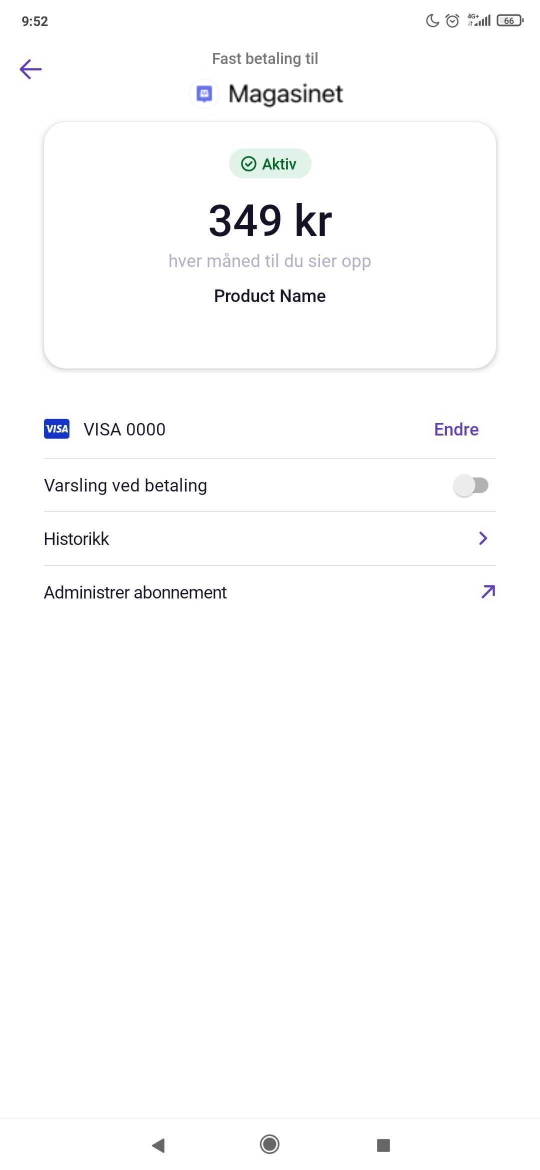 9:52
4G+ 66
Fast betaling til
Magasinet
Aktiv
349 kr
hver måned til du sier opp
Product Name
VISA VISA 0000 Endre
Varsling ved betaling
Historikk
Administrer abonnement